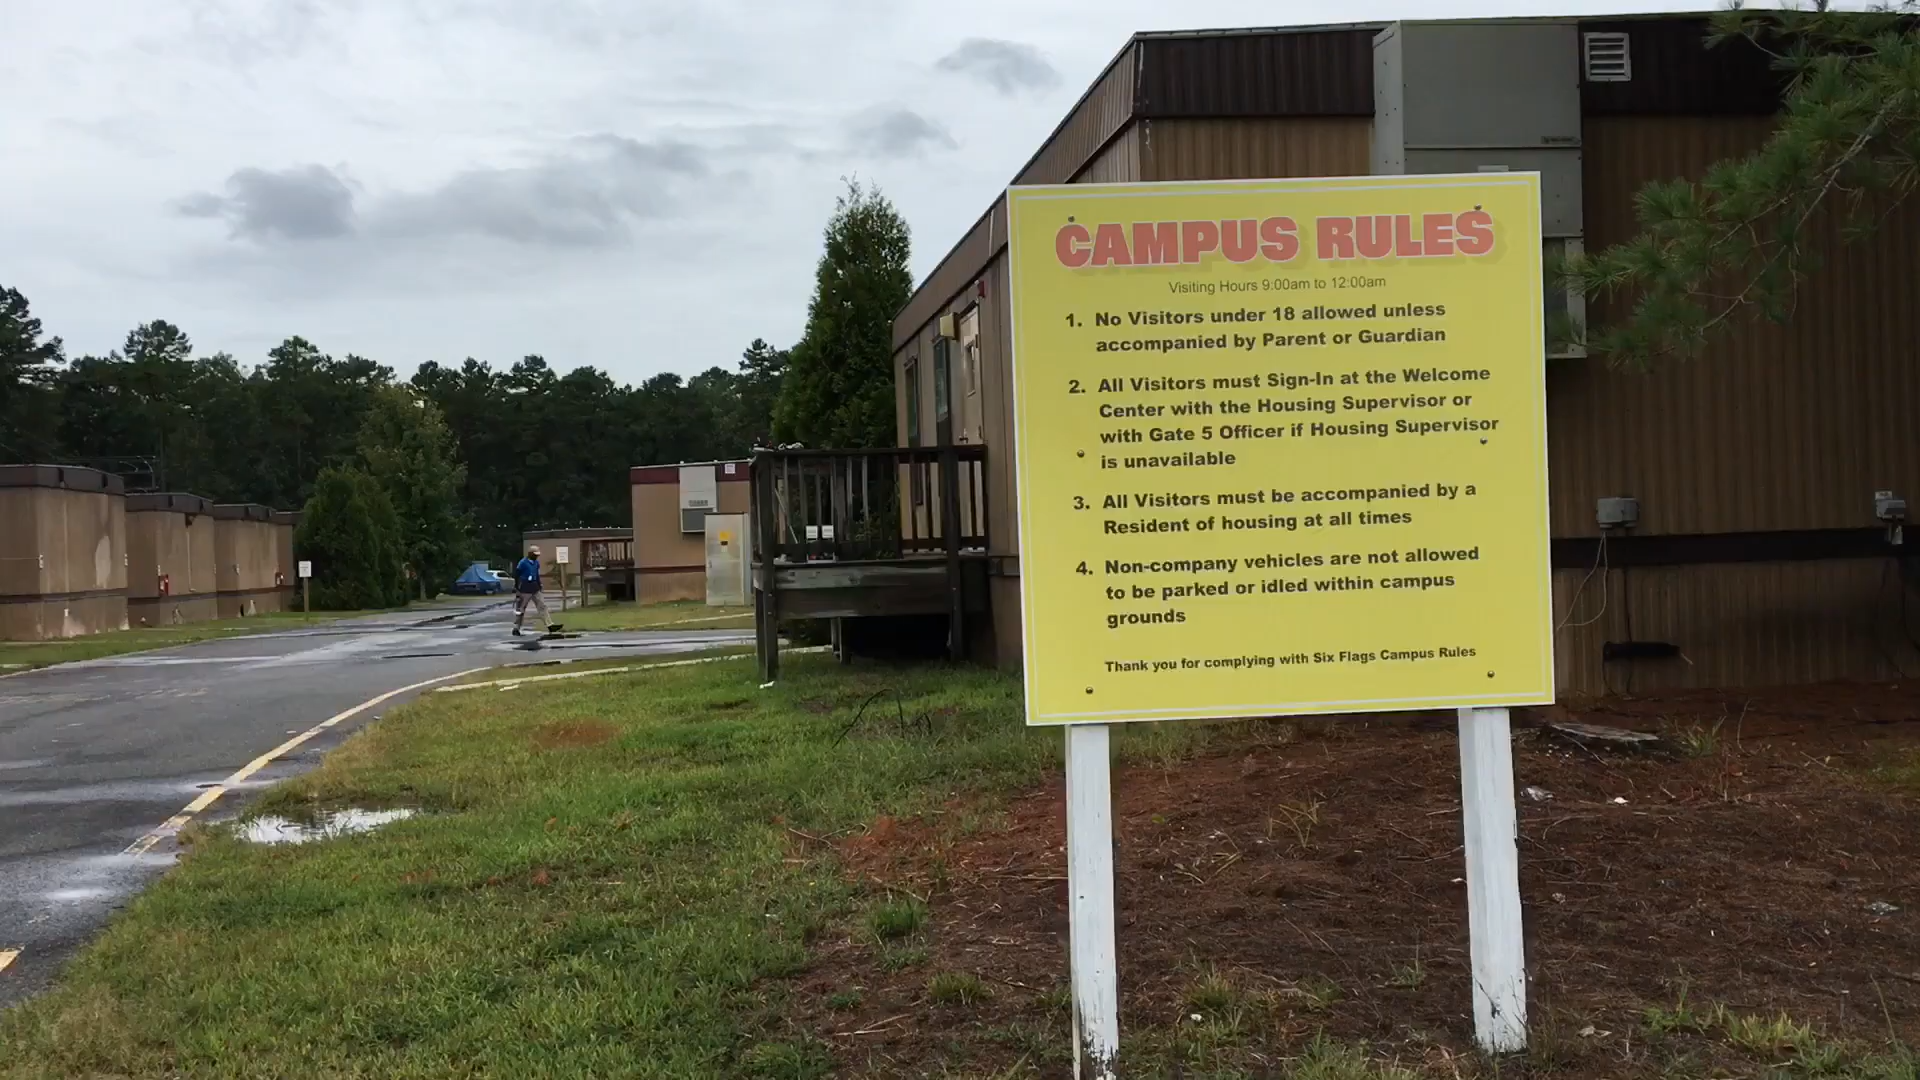 CAMPUS RULES
Visiting Hours 9:00am to 12:00am
1. No Visitors under 18 allowed unless
accompanied by Parent or Guardian
2. All Visitors must Sign-In at the Welcome
Center with the Housing Supervisor or
with Gate 5 Officer if Housing Supervisor
is unavailable
3. All Visitors must be accompanied by a
Resident of housing at all times
4. Non-company vehicles are not allowed
to be parked or idled within campus
grounds
Thank you for complying with Six Flags Campus Rules